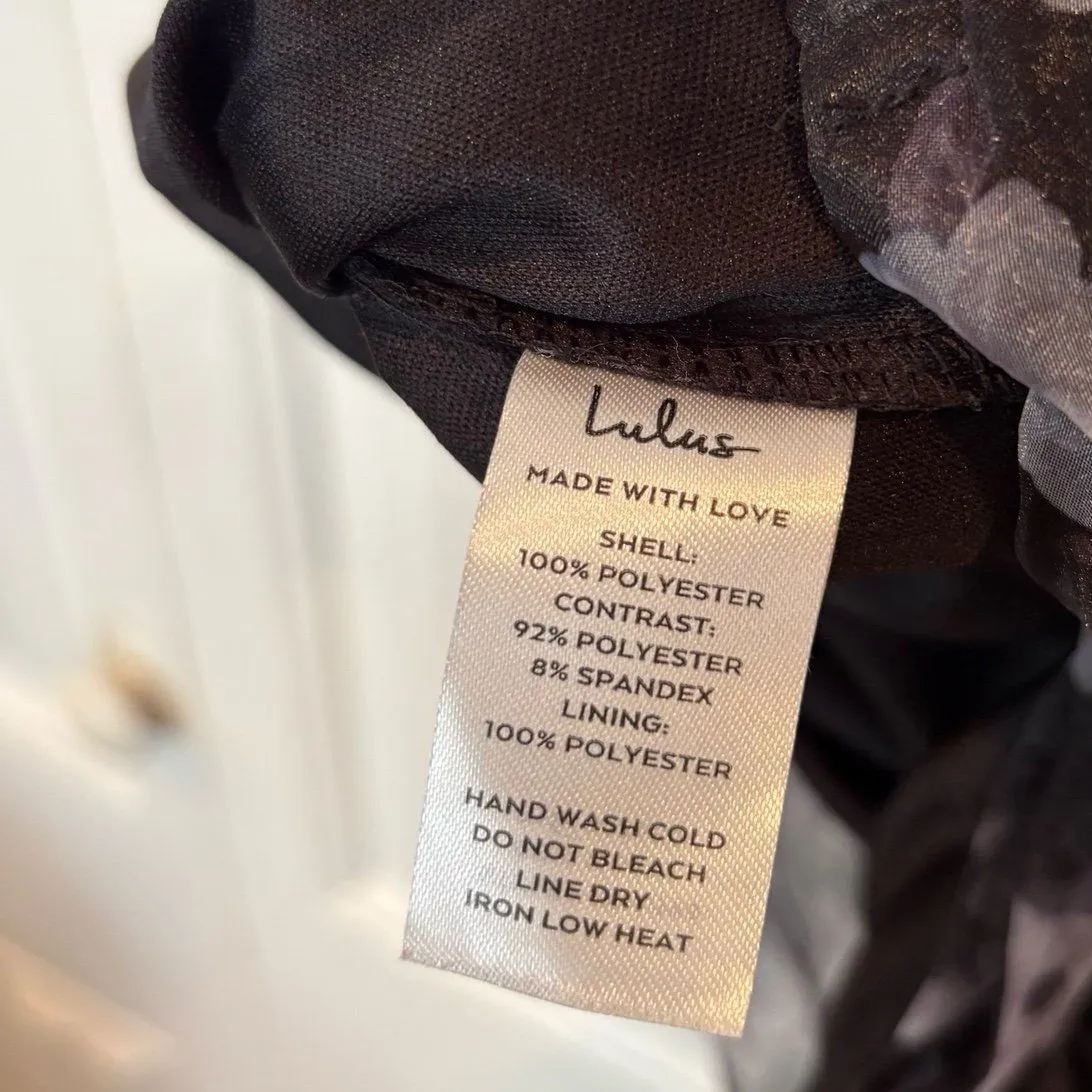 Lulus
MADE WITH LOVE
SHELL:
100% POLYESTER
CONTRAST:
92% POLYESTER
8% SPANDEX
LINING:
100% POLYESTER
HAND WASH COLD
DO NOT BLEACH
LINE DRY
IRON LOW HEAT